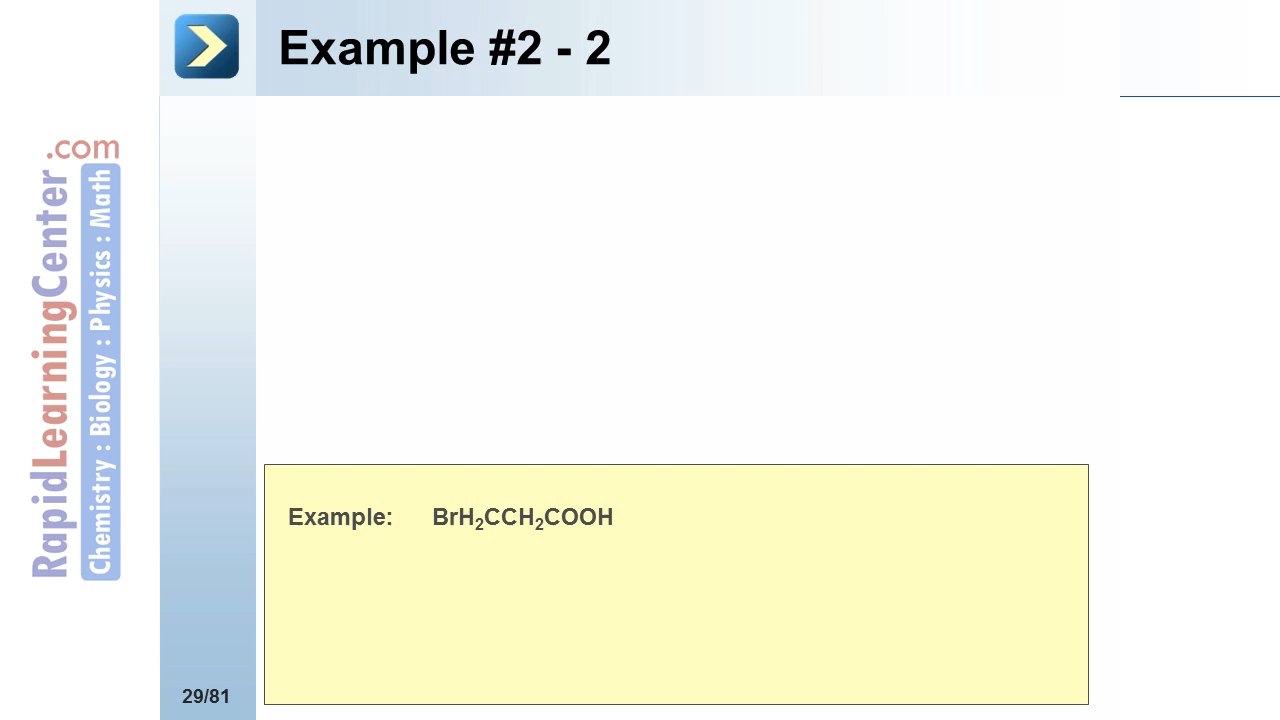 Example #2 - 2
RapidLearningCenter.com
Chemistry : Biology : Physics : Math
Example: BrH₂CCH₂COOH
29/81